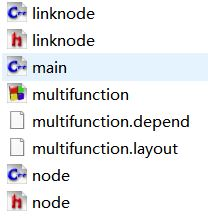 linknode
linknode
main
multifunction
multifunction.depend
multifunction.layout
node
node